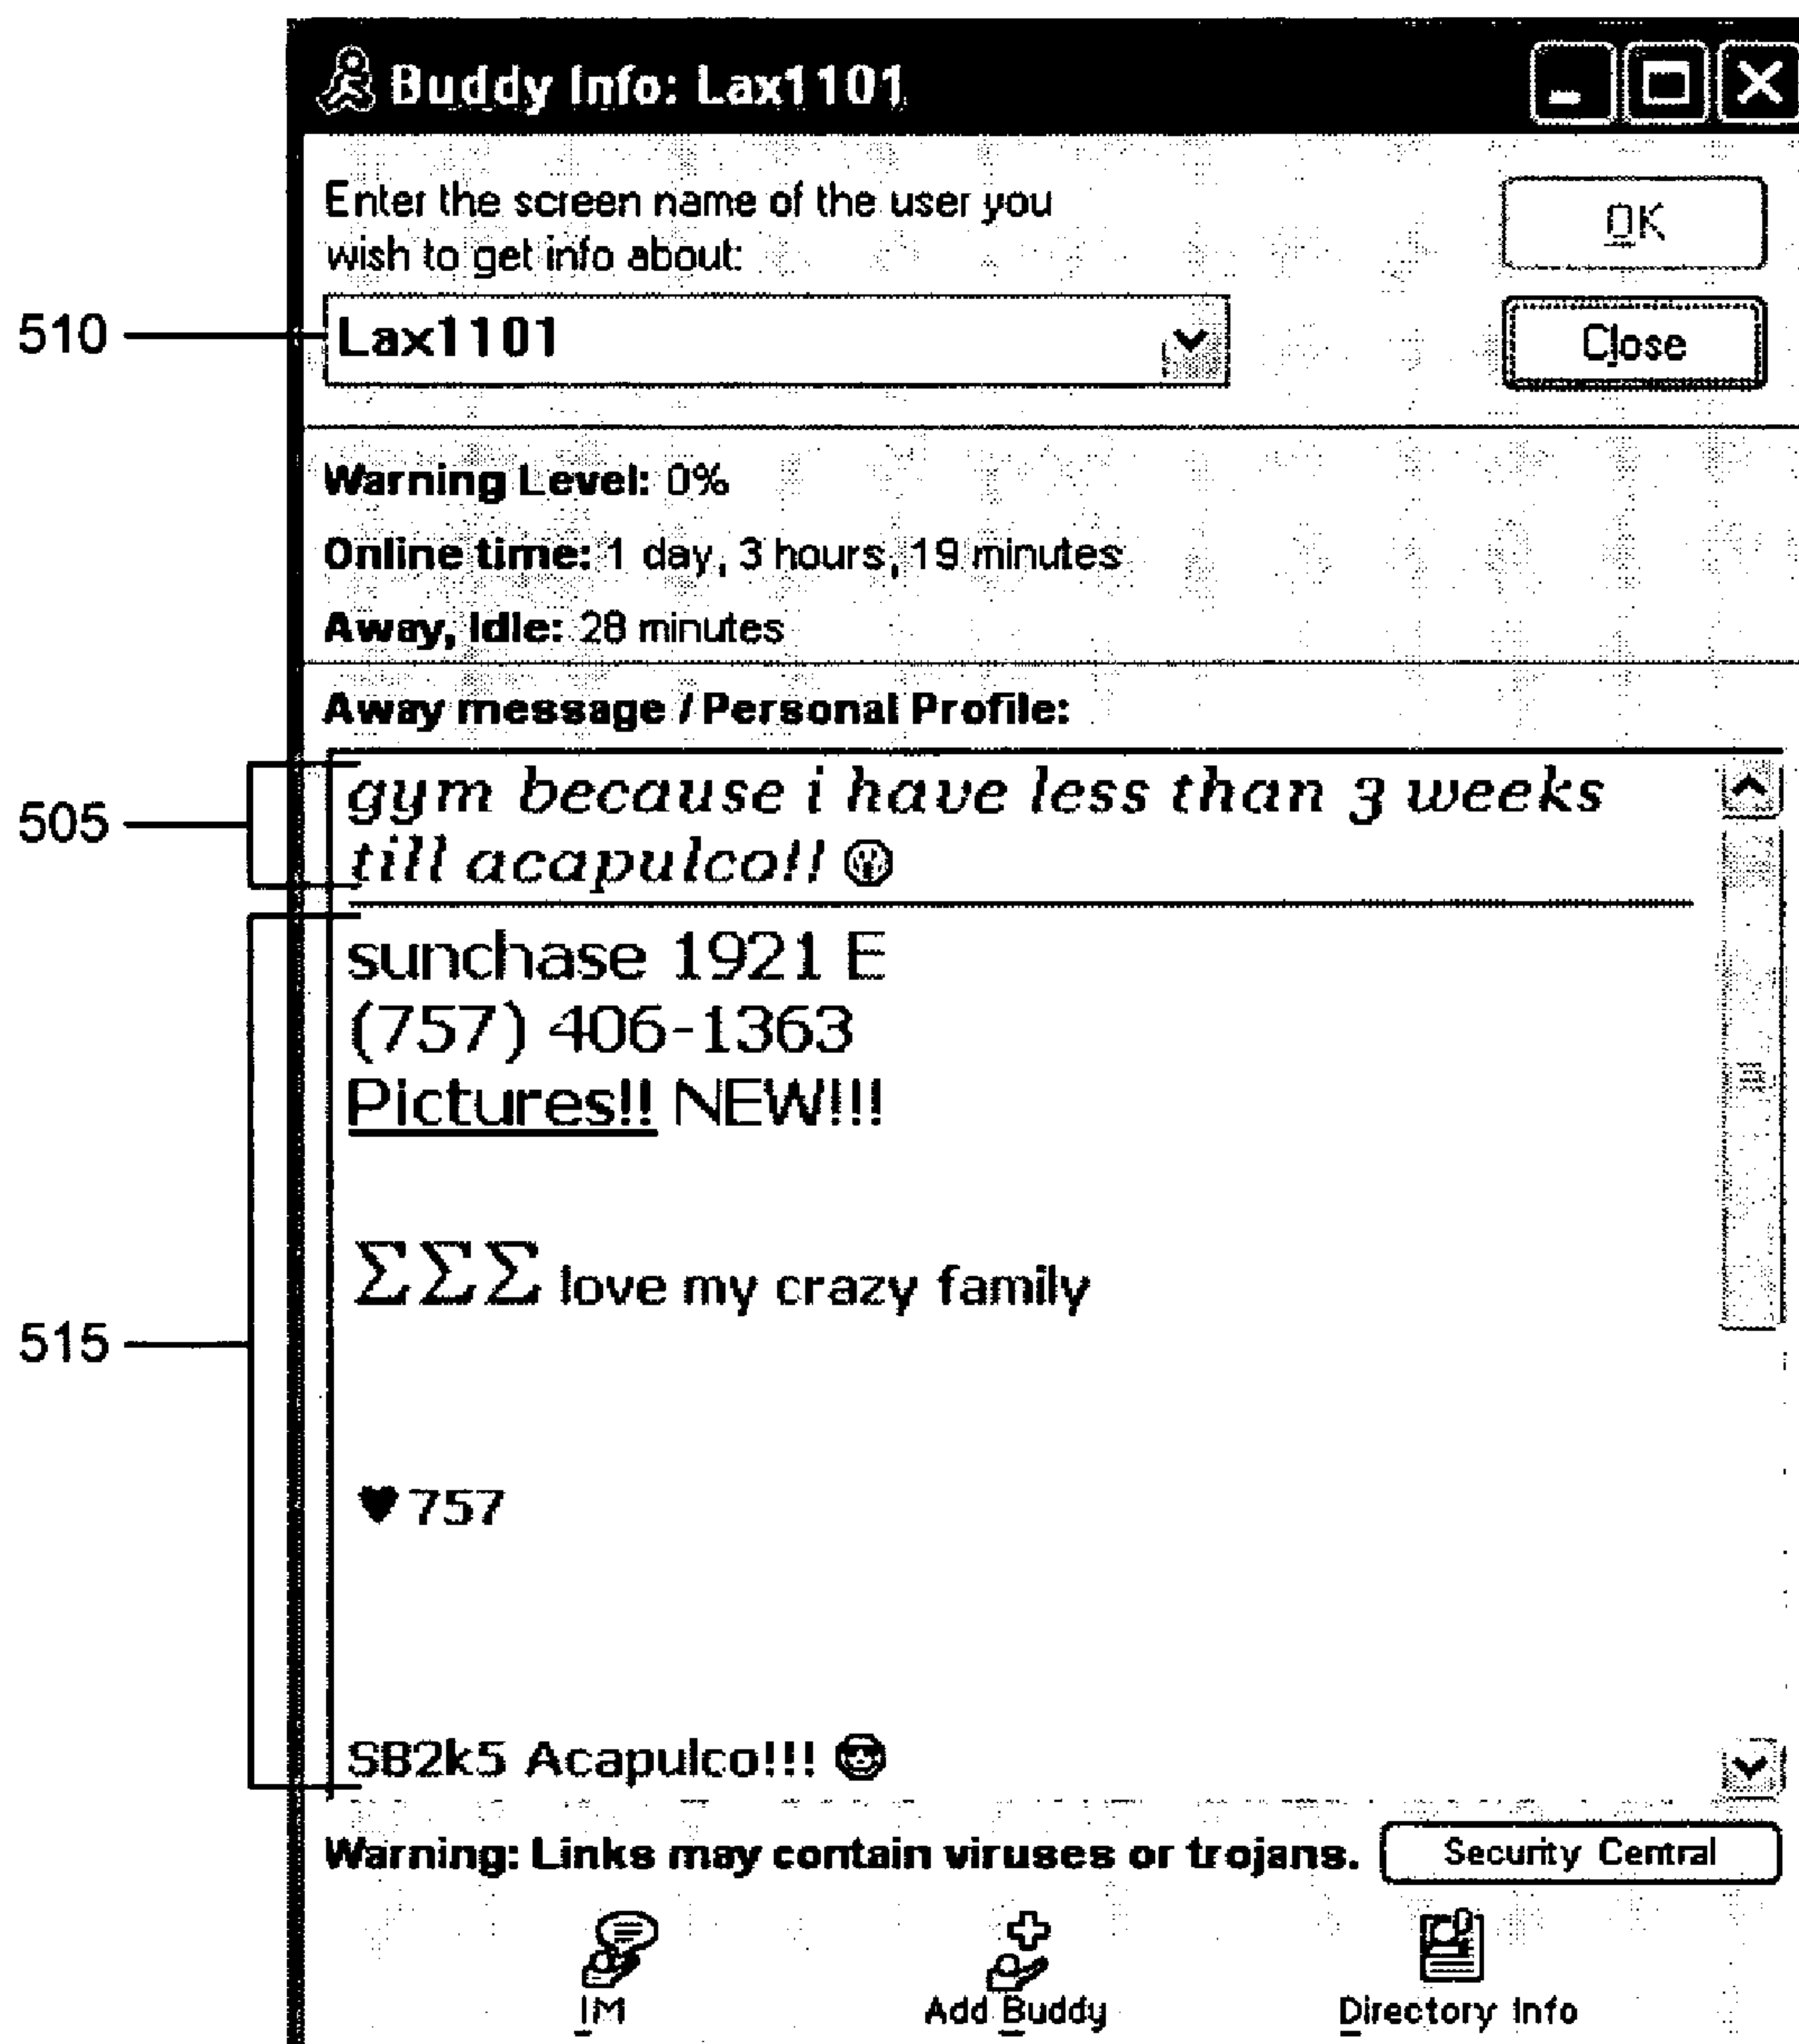 Buddy Info: Lax1101
Enter the screen name of the user you
wish to get info about:
OK
510
Lax1101
Close
Warning Level: 0%
Online time: 1 day, 3 hours, 19 minutes
Away, Idle: 28 minutes
Away message / Personal Profile:
505
gym because i have less than 3 weeks
till acapulco!!
sunchase 1921 E
(757) 406-1363
Pictures!! NEW!!!
ΣΣΣ love my crazy family
515
♥757
SB2k5 Acapulco!!!
Warning: Links may contain viruses or trojans.
Security Central
IM
Add Buddy
Directory Info